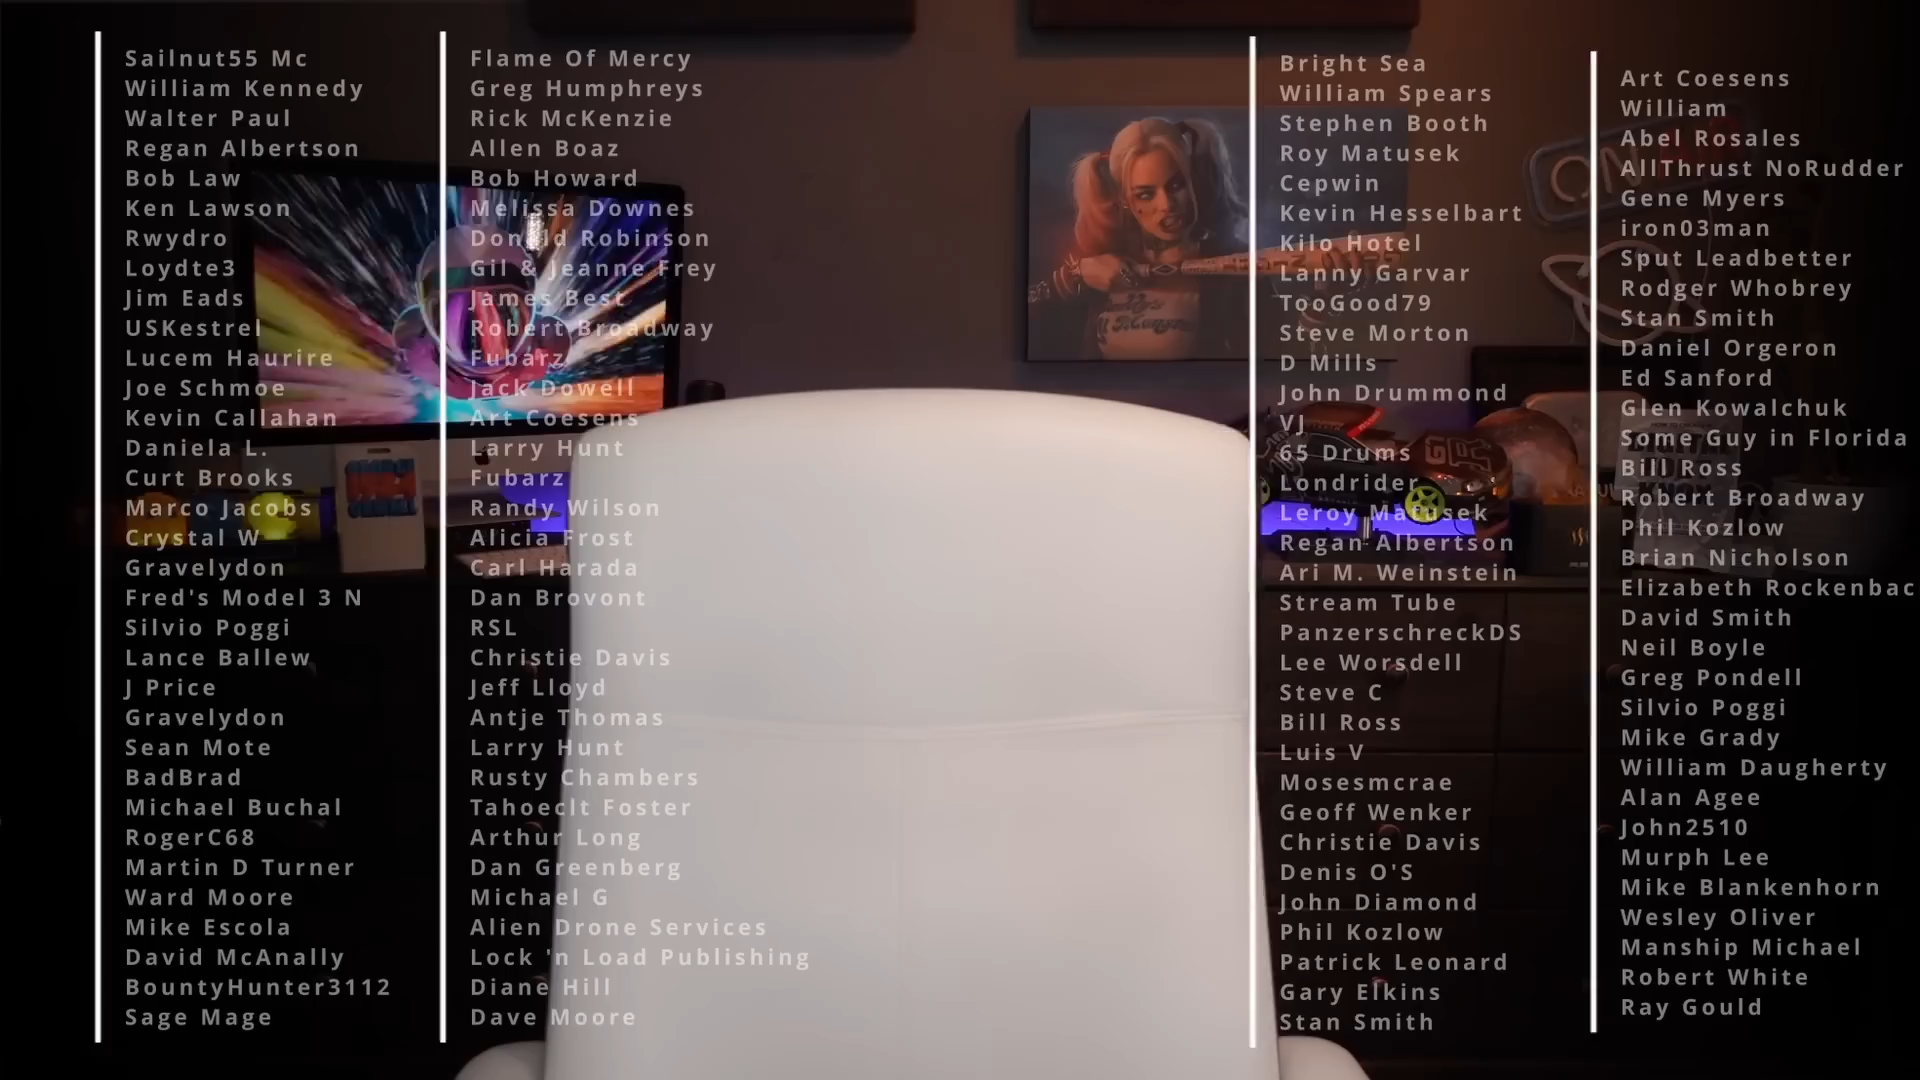 Sailnut55 Mc
William Kennedy
Walter Paul
Regan Albertson
Bob Law
Ken Lawson
Rwydro
Loydte3
Jim Eads
USKestrel
Lucem Haurire
Joe Schmoe
Kevin Callahan
Daniela L.
Curt Brooks
Marco Jacobs
Crystal W
Gravelydon
Fred's Model 3 N
Silvio Poggi
Lance Ballew
J Price
Gravelydon
Sean Mote
BadBrad
Michael Buchal
RogerC68
Martin D Turner
Ward Moore
Mike Escola
David McAnally
BountyHunter3112
Sage Mage
Flame Of Mercy
Greg Humphreys
Rick McKenzie
Allen Boaz
Bob Howard
Melissa Downes
Donald Robinson
Gil & Jeanne Frey
James Best
Robert Broadway
Fubarz
Jack Dowell
Art Coesens
Larry Hunt
Fubarz
Randy Wilson
Alicia Frost
Carl Harada
Dan Brovont
RSL
Christie Davis
Jeff Lloyd
Antje Thomas
Larry Hunt
Rusty Chambers
Tahoeclt Foster
Arthur Long
Dan Greenberg
Michael G
Alien Drone Services
Lock 'n Load Publishing
Diane Hill
Dave Moore
Bright Sea
William Spears
Stephen Booth
Roy Matusek
Cepwin
Kevin Hesselbart
Kilo Hotel
Lanny Garvar
TooGood79
Steve Morton
D Mills
John Drummond
VJ
65 Drums
Londrider
Leroy Matusek
Regan Albertson
Ari M. Weinstein
Stream Tube
PanzerschreckDS
Lee Worsdell
Steve C
Bill Ross
Luis V
Mosesmcrae
Geoff Wenker
Christie Davis
Denis O'S
John Diamond
Phil Kozlow
Patrick Leonard
Gary Elkins
Stan Smith
Art Coesens
William
Abel Rosales
AllThrust NoRudder
Gene Myers
iron03man
Sput Leadbetter
Rodger Whobrey
Stan Smith
Daniel Orgeron
Ed Sanford
Glen Kowalchuk
Some Guy in Florida
Bill Ross
Robert Broadway
Phil Kozlow
Brian Nicholson
Elizabeth Rockenbac
David Smith
Neil Boyle
Greg Pondell
Silvio Poggi
Mike Grady
William Daugherty
Alan Agee
John2510
Murph Lee
Mike Blankenhorn
Wesley Oliver
Manship Michael
Robert White
Ray Gould